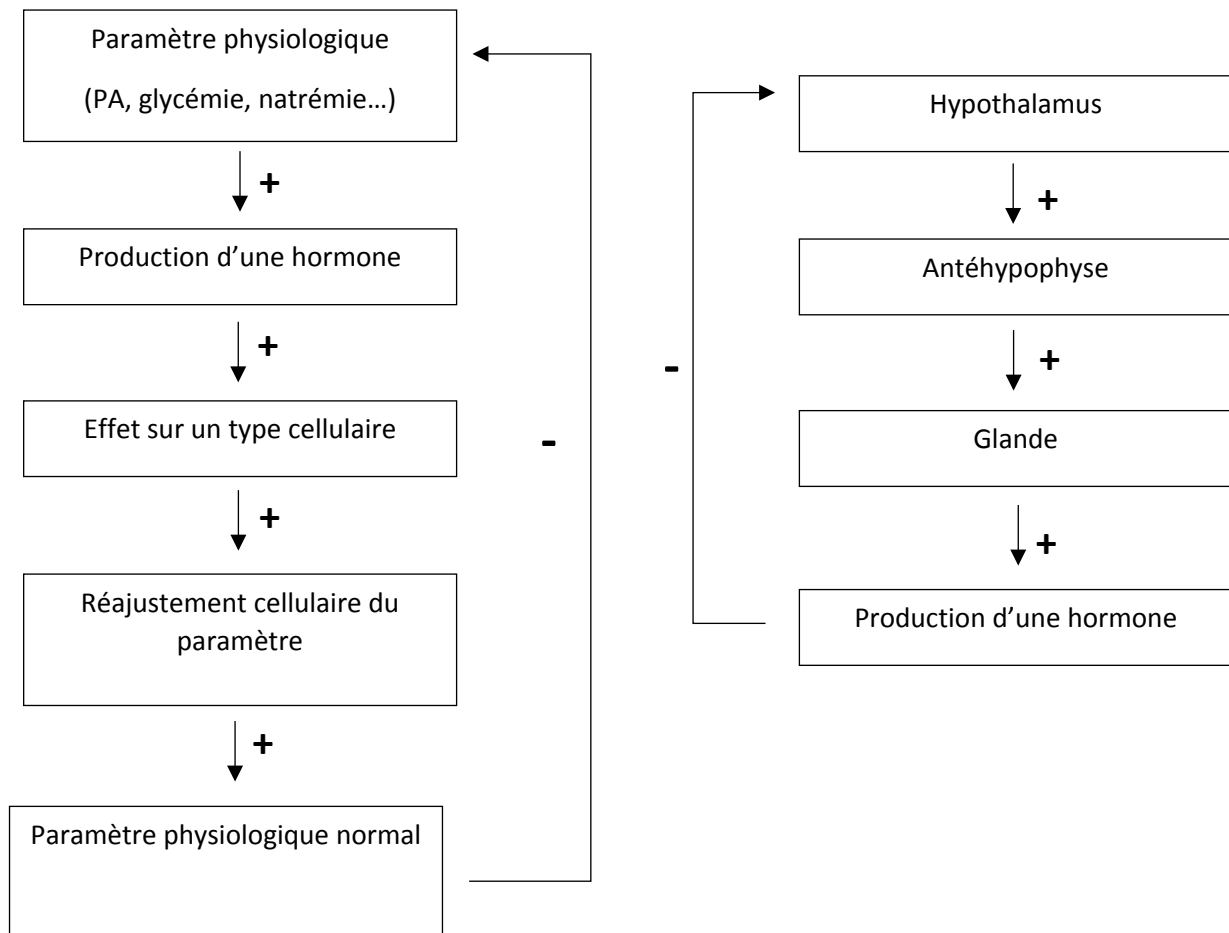 Paramètre physiologique
(PA, glycémie, natrémie…)
+
Production d’une hormone
+
Effet sur un type cellulaire
+
Réajustement cellulaire du
paramètre
+
Paramètre physiologique normal
-
Hypothalamus
+
Antéhypophyse
+
Glande
+
Production d’une hormone
-